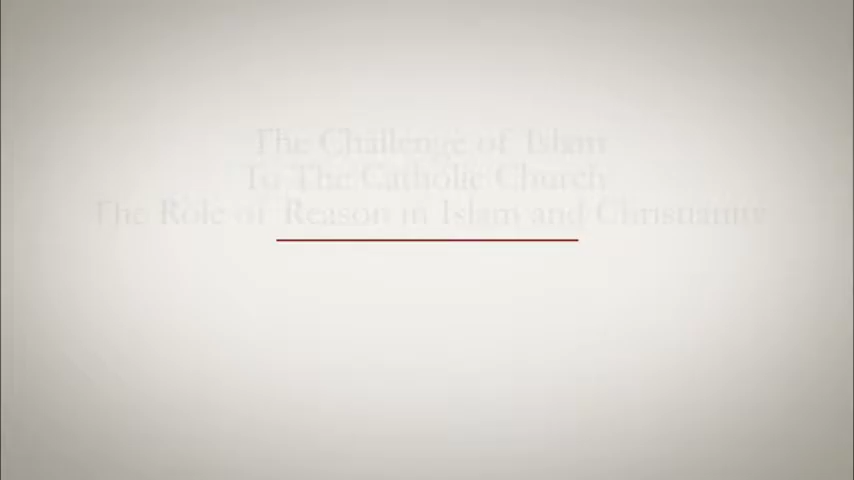 The Challenge of Islam
To The Catholic Church
The Role of Reason in Islam and Christianity